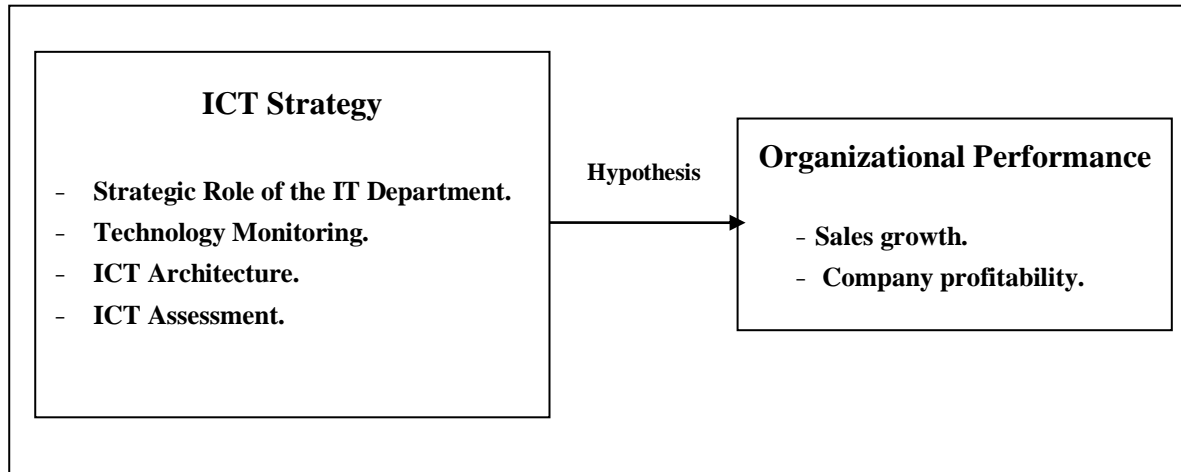 ICT Strategy
- Strategic Role of the IT Department.
- Technology Monitoring.
- ICT Architecture.
- ICT Assessment.
Hypothesis
Organizational Performance
- Sales growth.
- Company profitability.